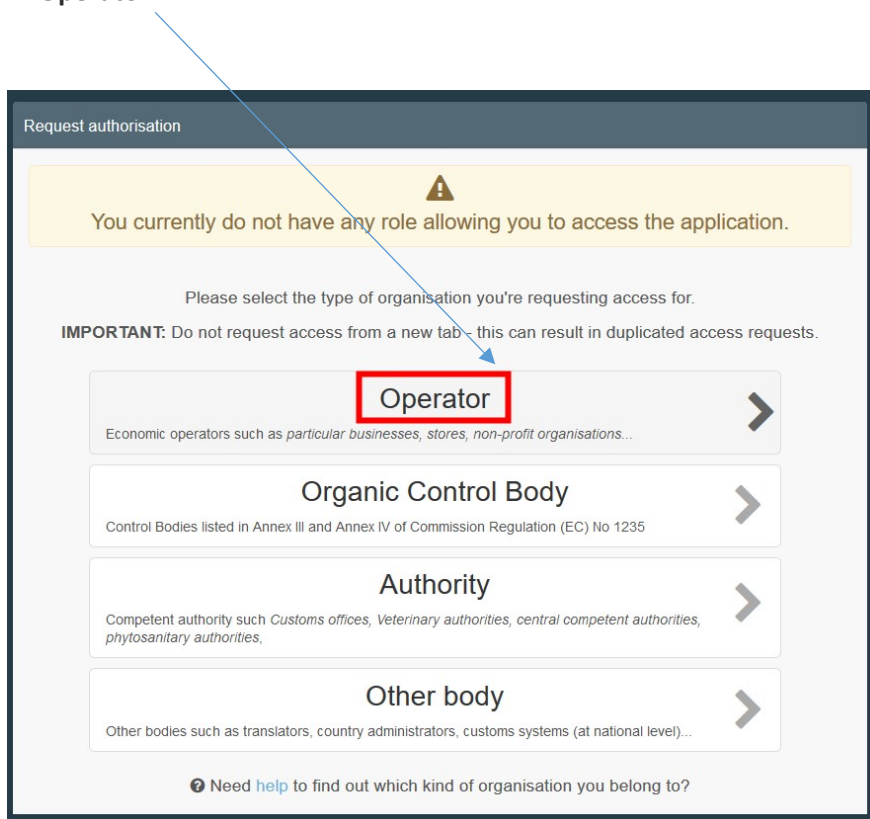 Request authorisation
You currently do not have any role allowing you to access the application.
Please select the type of organisation you're requesting access for.
IMPORTANT: Do not request access from a new tab - this can result in duplicated access requests.
Operator
Economic operators such as particular businesses, stores, non-profit organisations...
Organic Control Body
Control Bodies listed in Annex III and Annex IV of Commission Regulation (EC) No 1235
Authority
Competent authority such Customs offices, Veterinary authorities, central competent authorities,
phytosanitary authorities,
Other body
Other bodies such as translators, country administrators, customs systems (at national level)...
Need help to find out which kind of organisation you belong to?